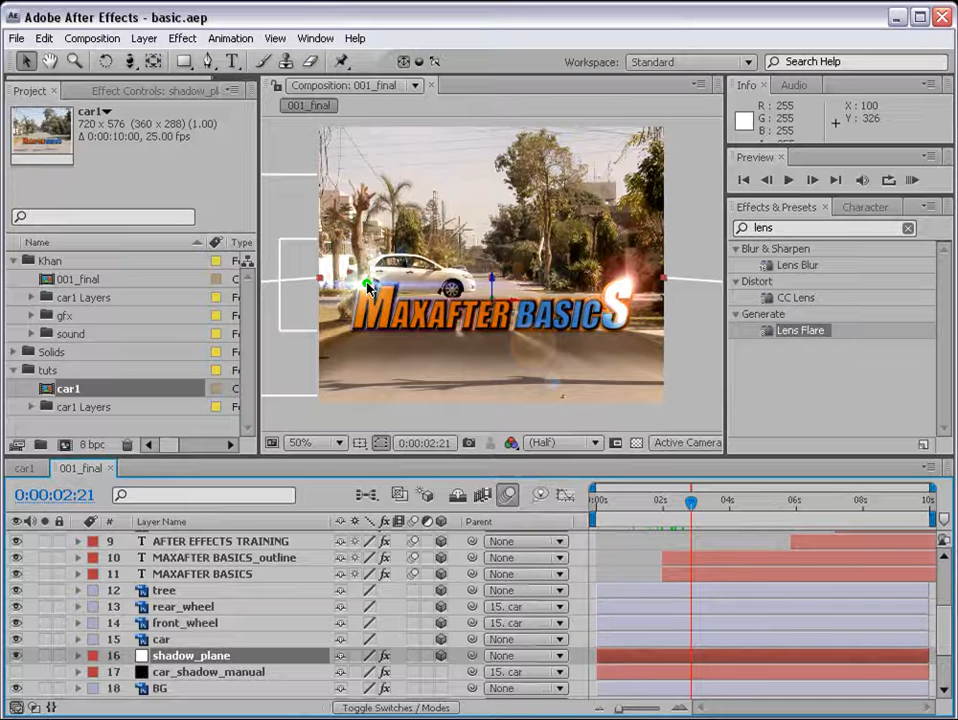 Adobe After Effects - basic.aep
File Edit Composition Layer Effect Animation View Window Help
Workspace: Standard Search Help
Project Effect Controls: shadow_pl
Composition: 001_final
Info Audio
001_final
car1
720 x 576 (360 x 288) (1.00)
Δ 0:00:10:00, 25.00 fps
R: 255
G: 255
B: 255
A: 255
X: 100
Y: 326
Preview
Effects & Presets Character
lens
Name Type
Khan
001_final C
car1 Layers F
gfx F
sound F
Solids F
tuts F
car1 C
car1 Layers F
Blur & Sharpen
Lens Blur
Distort
CC Lens
Generate
Lens Flare
MAXAFTER BASICS
8 bpc
50% 0:00:02:21 (Half) Active Camera
car1 001_final
0:00:02:21
:00s 02s 04s 06s 08s 10s
# Layer Name Parent
9 T AFTER EFFECTS TRAINING fx None
10 T MAXAFTER BASICS_outline fx None
11 T MAXAFTER BASICS fx None
12 tree None
13 rear_wheel 15. car
14 front_wheel 15. car
15 car None
16 shadow_plane fx None
17 car_shadow_manual fx 15. car
18 BG None
Toggle Switches / Modes